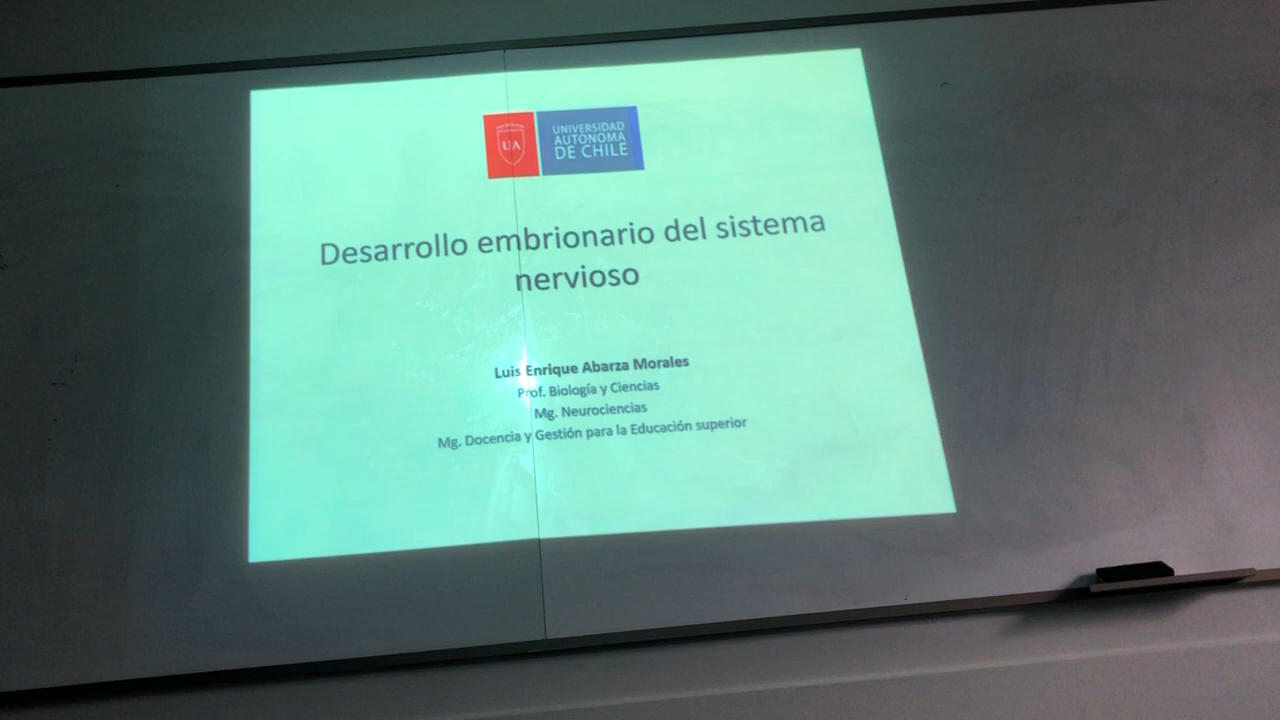 UA
UNIVERSIDAD
AUTONOMA
DE CHILE
Desarrollo embrionario del sistema
nervioso
Luis Enrique Abarza Morales
Prof. Biología y Ciencias
Mg. Neurociencias
Mg. Docencia y Gestión para la Educación superior